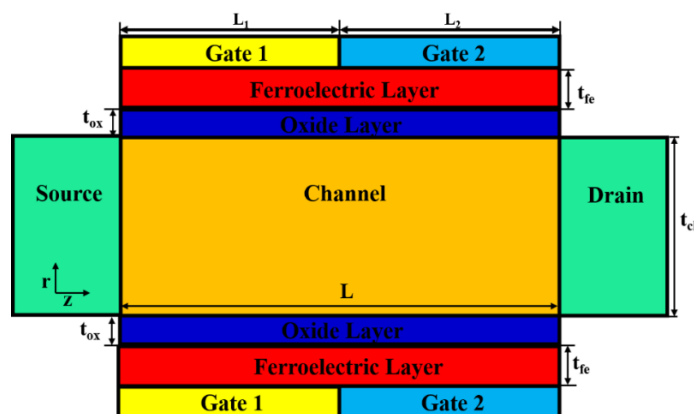 L₁ L₂
Gate 1 Gate 2
Ferroelectric Layer tfe
tox Oxide Layer
Source Channel Drain
r z L
tox Oxide Layer
Ferroelectric Layer tfe
Gate 1 Gate 2